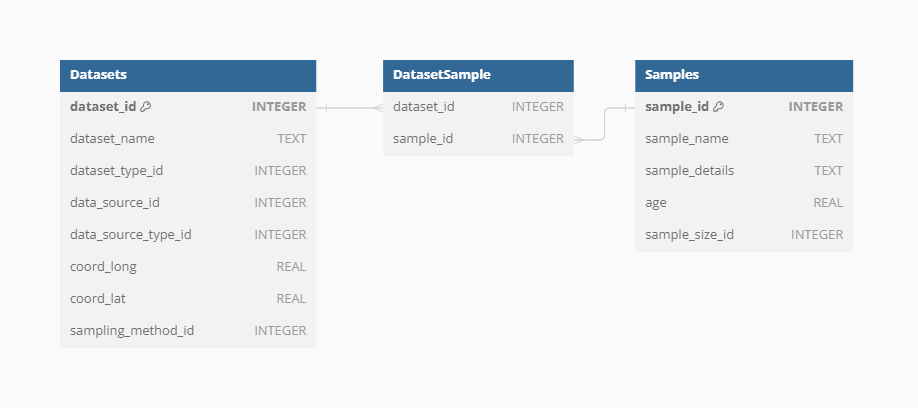 Datasets
dataset_id INTEGER
dataset_name TEXT
dataset_type_id INTEGER
data_source_id INTEGER
data_source_type_id INTEGER
coord_long REAL
coord_lat REAL
sampling_method_id INTEGER
DatasetSample
dataset_id INTEGER
sample_id INTEGER
Samples
sample_id INTEGER
sample_name TEXT
sample_details TEXT
age REAL
sample_size_id INTEGER